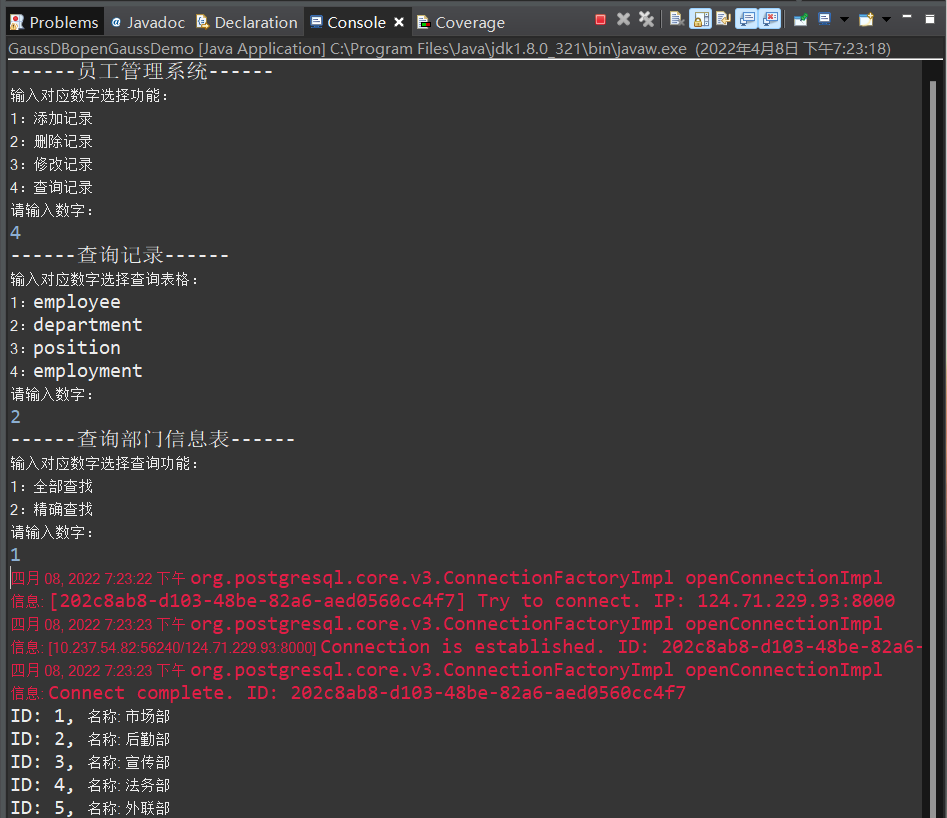 Problems Javadoc Declaration Console Coverage
GaussDBopenGaussDemo [Java Application] C:\Program Files\Java\jdk1.8.0_321\bin\javaw.exe (2022年4月8日 下午7:23:18)
------员工管理系统------
输入对应数字选择功能：
1：添加记录
2：删除记录
3：修改记录
4：查询记录
请输入数字：
4
------查询记录------
输入对应数字选择查询表格：
1：employee
2：department
3：position
4：employment
请输入数字：
2
------查询部门信息表------
输入对应数字选择查询功能：
1：全部查找
2：精确查找
请输入数字：
1
四月 08, 2022 7:23:22 下午 org.postgresql.core.v3.ConnectionFactoryImpl openConnectionImpl
信息: [202c8ab8-d103-48be-82a6-aed0560cc4f7] Try to connect. IP: 124.71.229.93:8000
四月 08, 2022 7:23:23 下午 org.postgresql.core.v3.ConnectionFactoryImpl openConnectionImpl
信息: [10.237.54.82:56240/124.71.229.93:8000] Connection is established. ID: 202c8ab8-d103-48be-82a6-
四月 08, 2022 7:23:23 下午 org.postgresql.core.v3.ConnectionFactoryImpl openConnectionImpl
信息: Connect complete. ID: 202c8ab8-d103-48be-82a6-aed0560cc4f7
ID: 1, 名称: 市场部
ID: 2, 名称: 后勤部
ID: 3, 名称: 宣传部
ID: 4, 名称: 法务部
ID: 5, 名称: 外联部